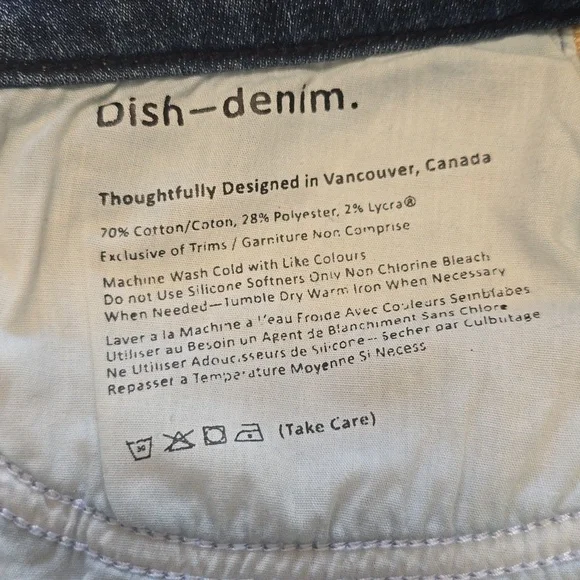 Dish–denim.
Thoughtfully Designed in Vancouver, Canada
70% Cotton/Coton, 28% Polyester, 2% Lycra®
Exclusive of Trims / Garniture Non Comprise
Machine Wash Cold with Like Colours
Do not Use Silicone Softners Only Non Chlorine Bleach
When Needed—Tumble Dry Warm Iron When Necessary
Laver a la Machine a l'eau Froide Avec Couleurs Semblables
Utiliser au Besoin un Agent de Blanchiment Sans Chlore
Ne Utiliser Adoucisseurs de Silicone – Secher par Culbutage
Repasser a Temperature Moyenne Si Necess
30 (Take Care)